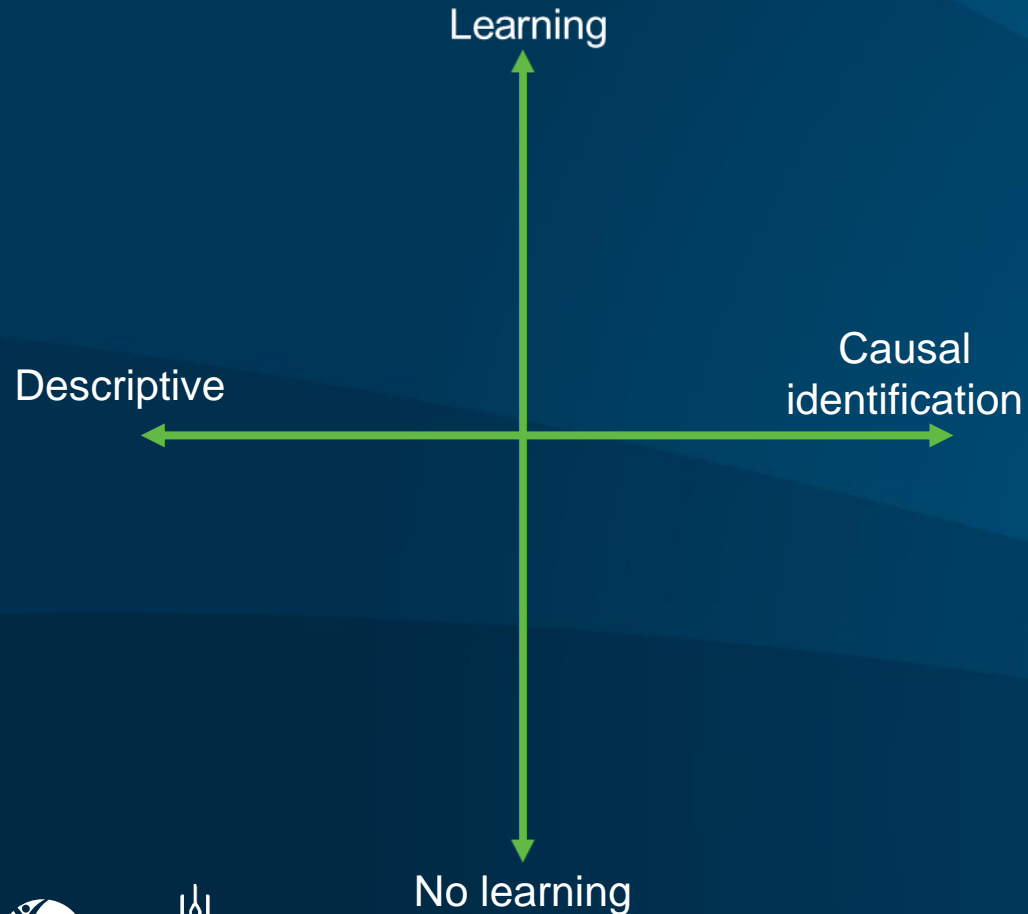 Learning
Descriptive
Causal
identification
No learning